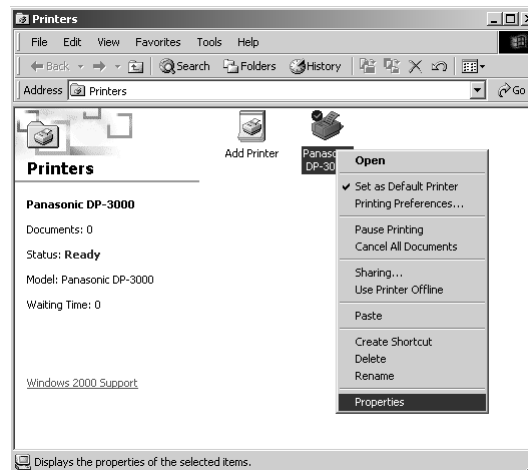 Printers
File Edit View Favorites Tools Help
Back Search Folders History
Address Printers Go
Printers
Panasonic DP-3000
Documents: 0
Status: Ready
Model: Panasonic DP-3000
Waiting Time: 0
Windows 2000 Support
Add Printer
Panaso
DP-30
Open
Set as Default Printer
Printing Preferences...
Pause Printing
Cancel All Documents
Sharing...
Use Printer Offline
Paste
Create Shortcut
Delete
Rename
Properties
Displays the properties of the selected items.